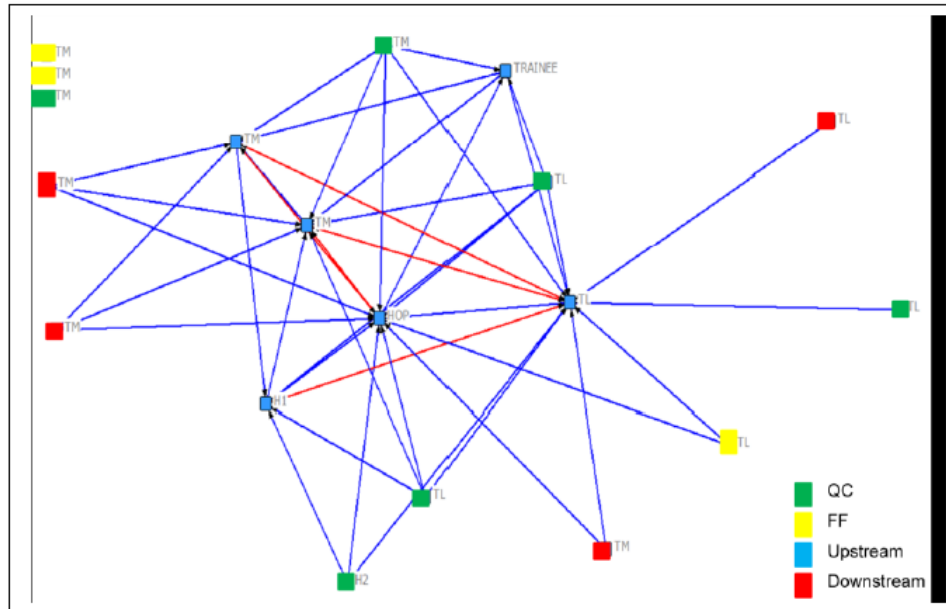 TM
TM
TM
TM
TRAINEE
TL
TM
TM
TL
TM
TL
HOP
TL
TM
H1
TL
TL
QC
FF
TM
Upstream
H2
Downstream